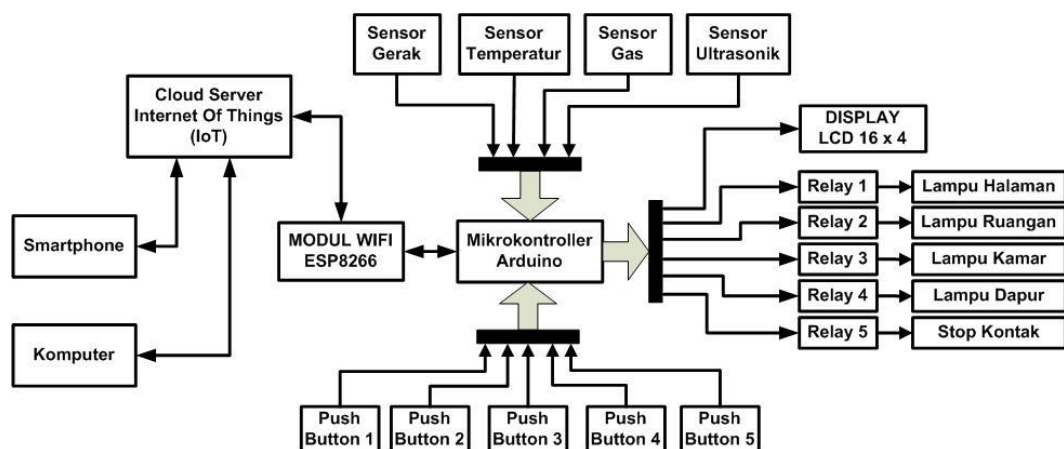 Sensor
Gerak
Sensor
Temperatur
Sensor
Gas
Sensor
Ultrasonik
Cloud Server
Internet Of Things
(IoT)
DISPLAY
LCD 16 x 4
Relay 1
Lampu Halaman
Relay 2
Lampu Ruangan
Smartphone
MODUL WIFI
ESP8266
Mikrokontroller
Arduino
Relay 3
Lampu Kamar
Relay 4
Lampu Dapur
Relay 5
Stop Kontak
Komputer
Push
Button 1
Push
Button 2
Push
Button 3
Push
Button 4
Push
Button 5